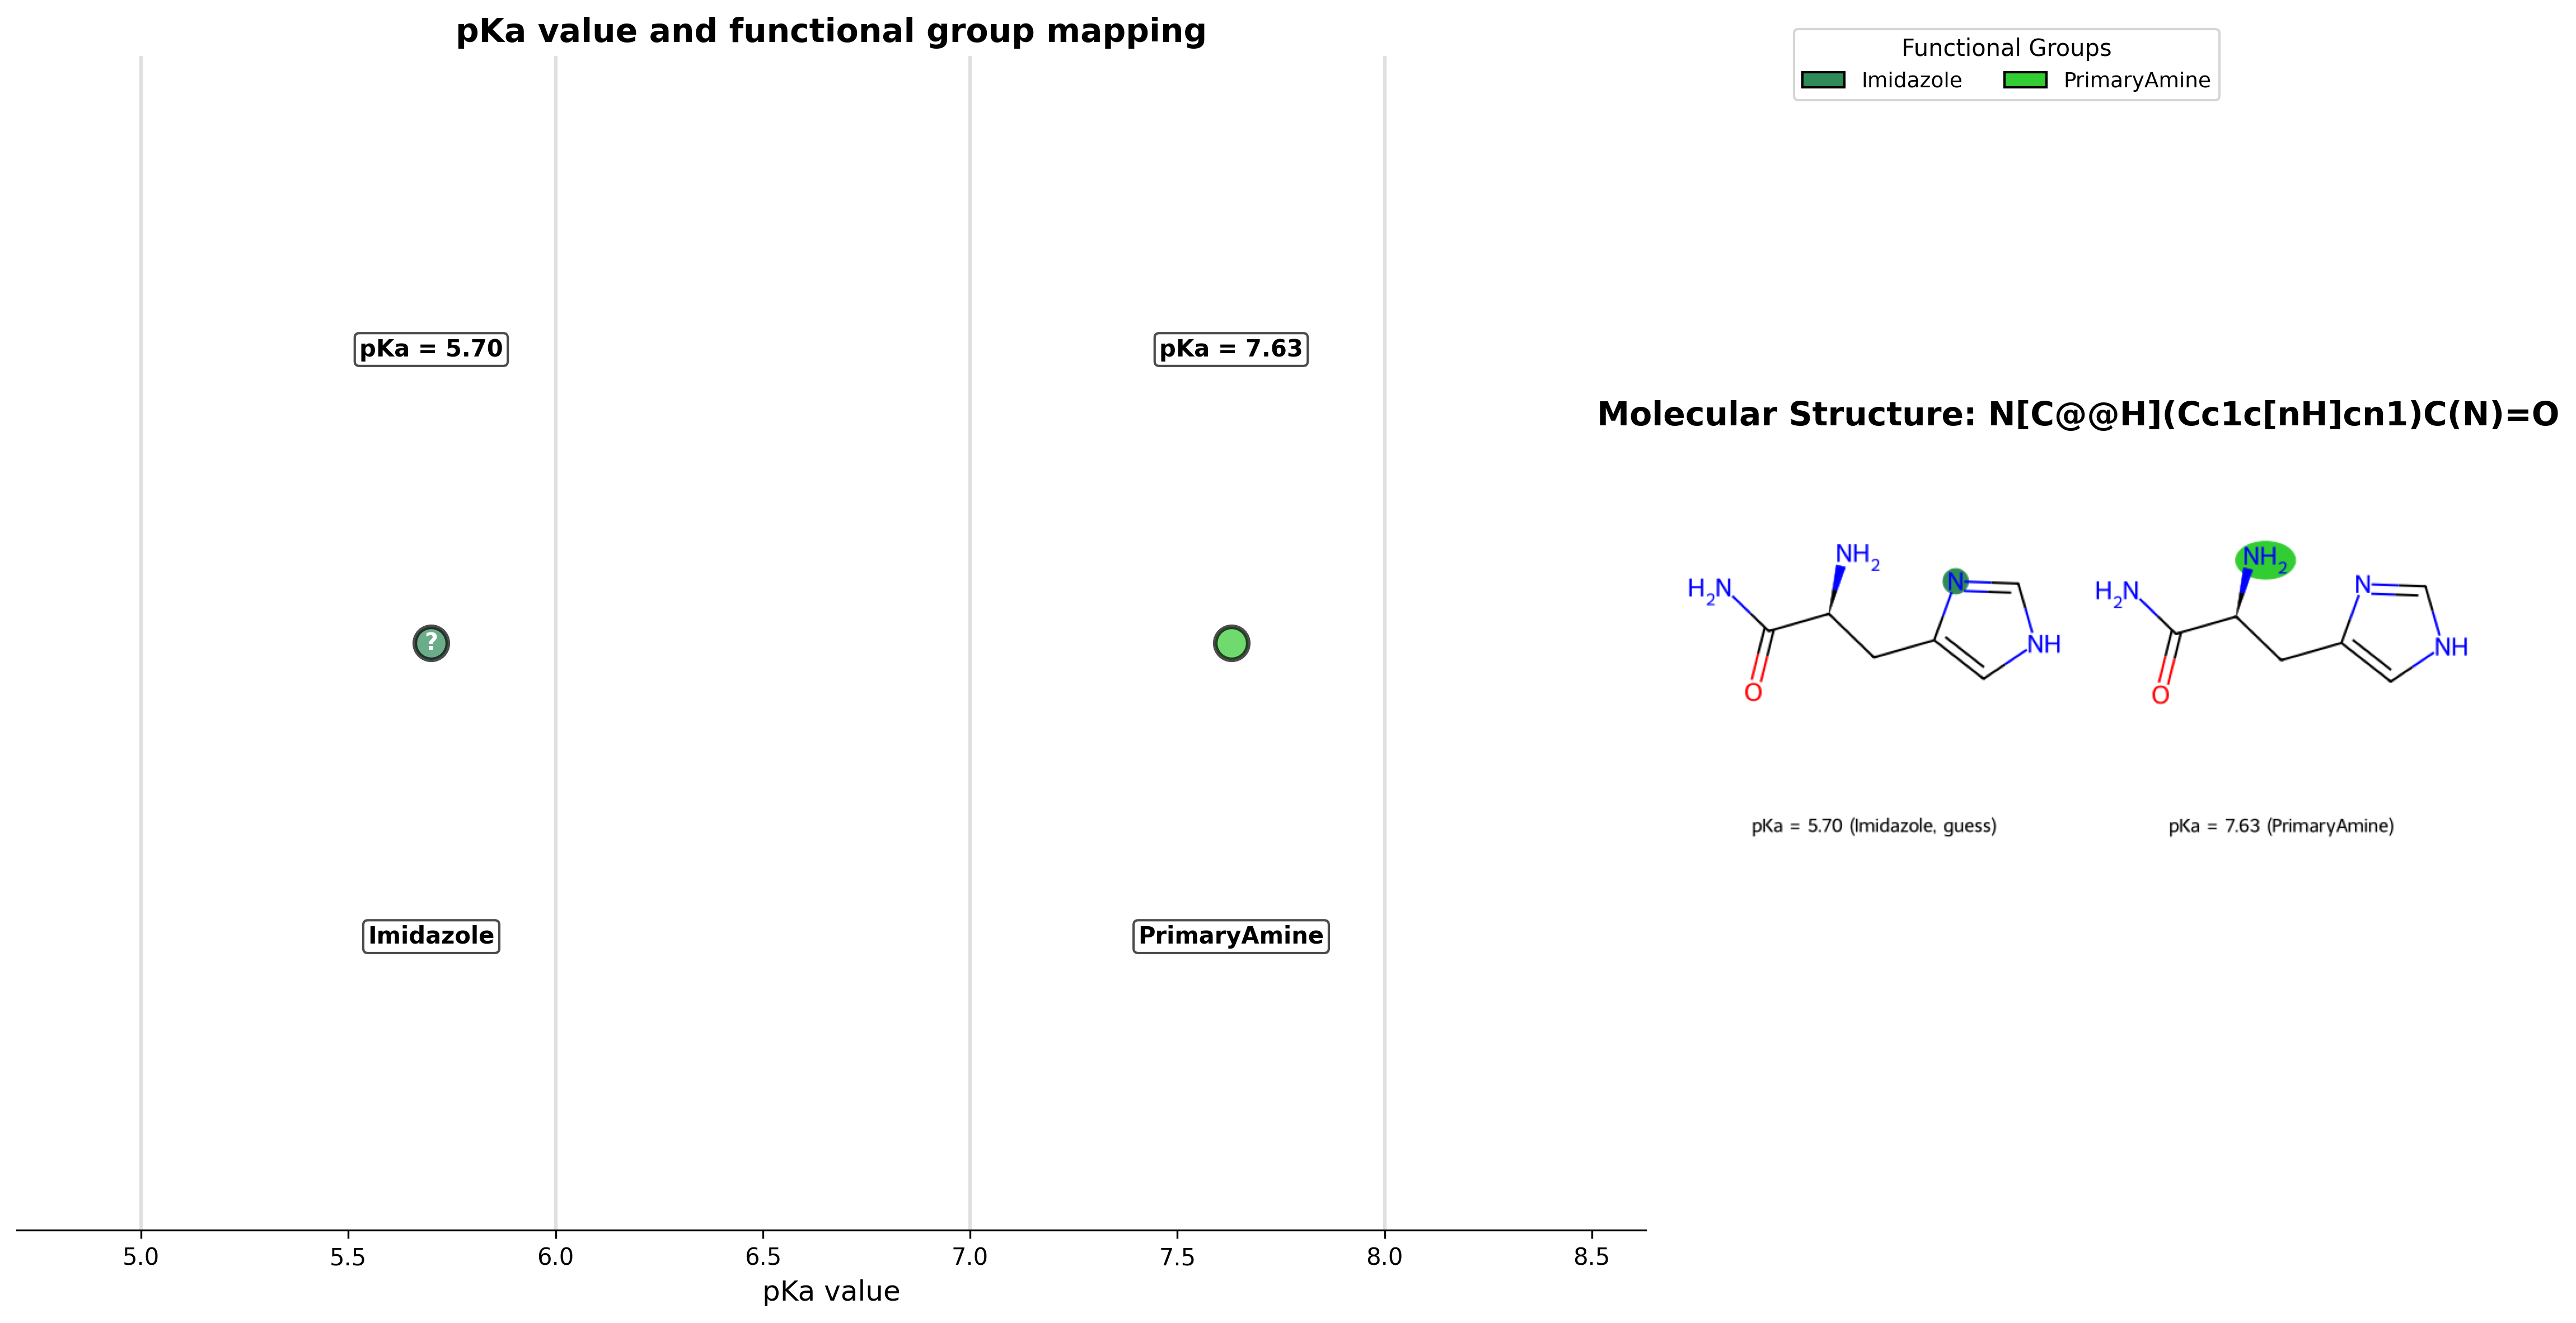 pKa value and functional group mapping
pKa = 5.70
pKa = 7.63
?
Imidazole
PrimaryAmine
5.0 5.5 6.0 6.5 7.0 7.5 8.0 8.5
pKa value
Functional Groups
Imidazole PrimaryAmine
Molecular Structure: N[C@@H](Cc1c[nH]cn1)C(N)=O
NH2
H2N
N
NH
O
NH2
H2N
N
NH
O
pKa = 5.70 (Imidazole, guess)
pKa = 7.63 (PrimaryAmine)